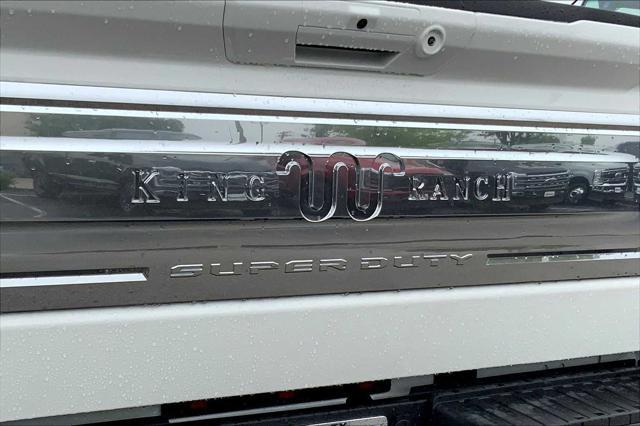 KING RANCH
SUPER DUTY